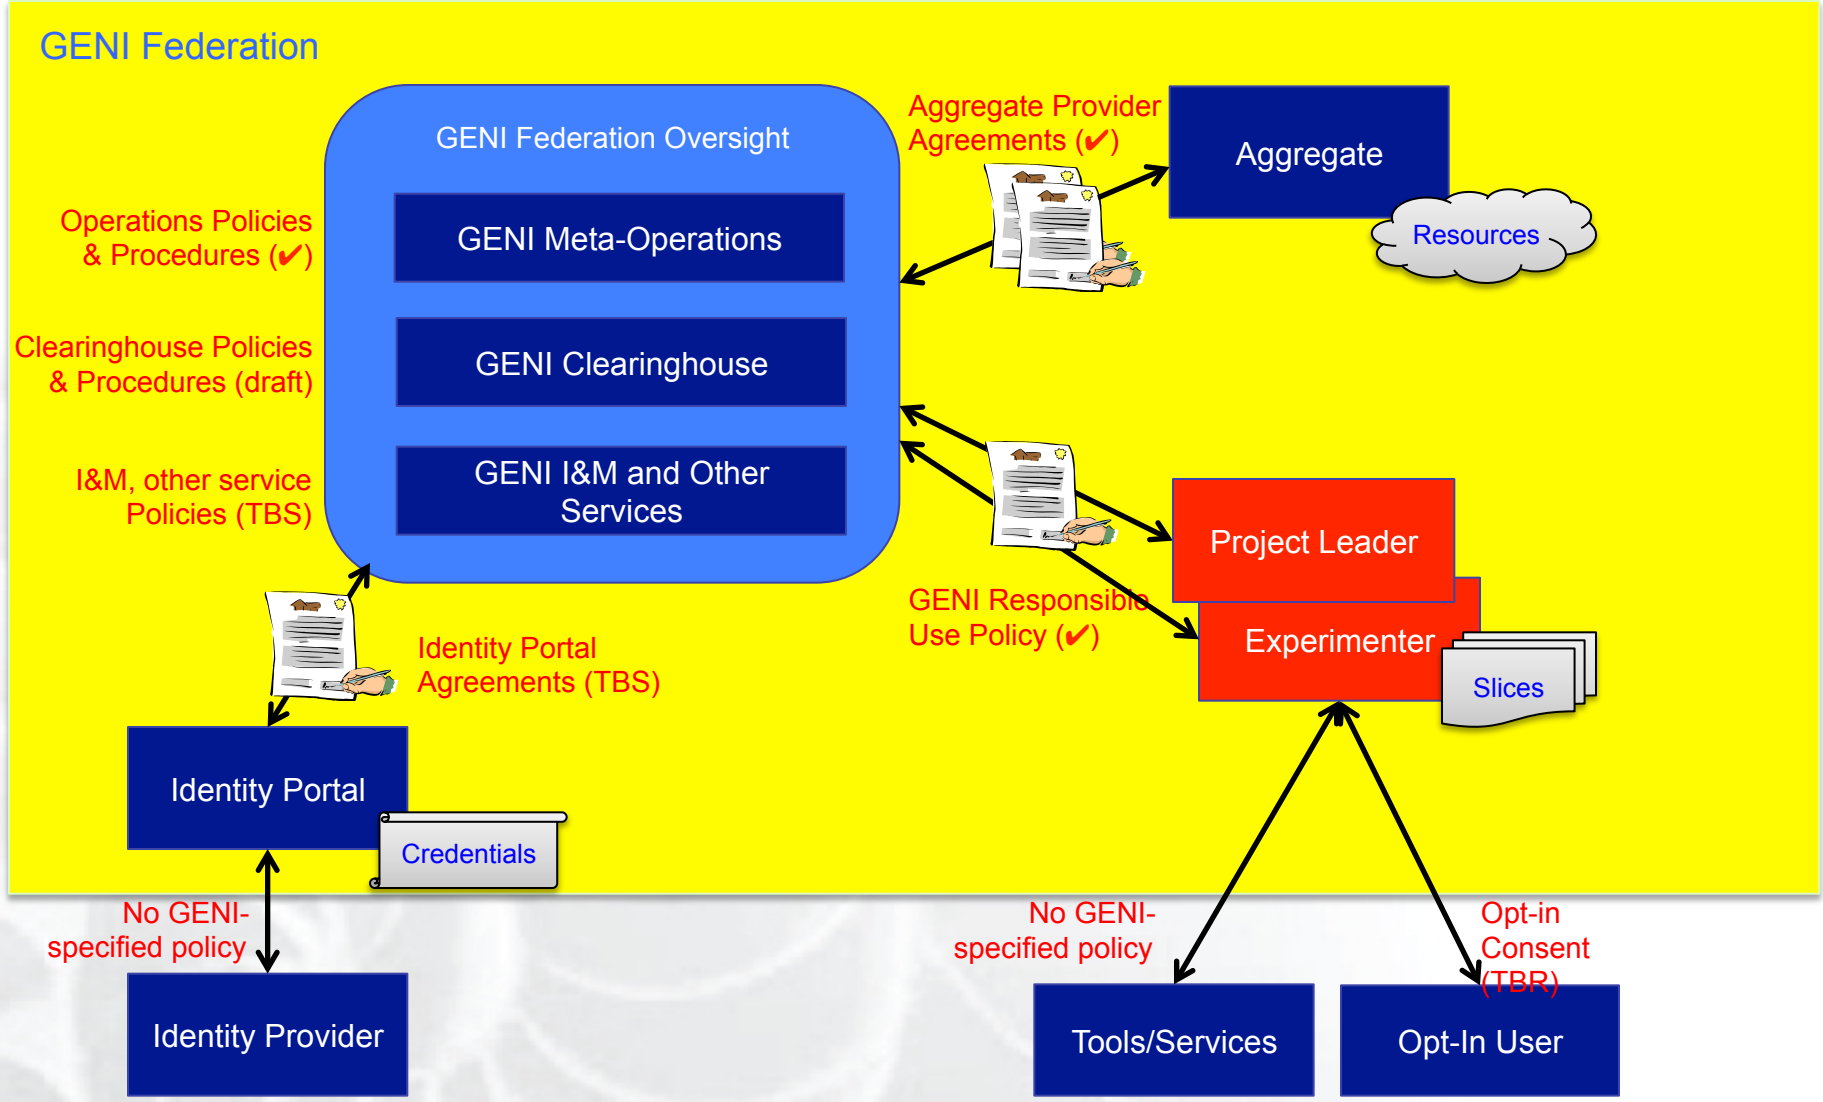 GENI Federation
GENI Federation Oversight
Aggregate Provider
Agreements (✔)
Aggregate
Resources
Operations Policies
& Procedures (✔)
GENI Meta-Operations
Clearinghouse Policies
& Procedures (draft)
GENI Clearinghouse
I&M, other service
Policies (TBS)
GENI I&M and Other
Services
Project Leader
GENI Responsible
Use Policy (✔)
Experimenter
Slices
Identity Portal
Agreements (TBS)
Identity Portal
Credentials
No GENI-
specified policy
No GENI-
specified policy
Opt-in
Consent
(TBR)
Identity Provider
Tools/Services
Opt-In User